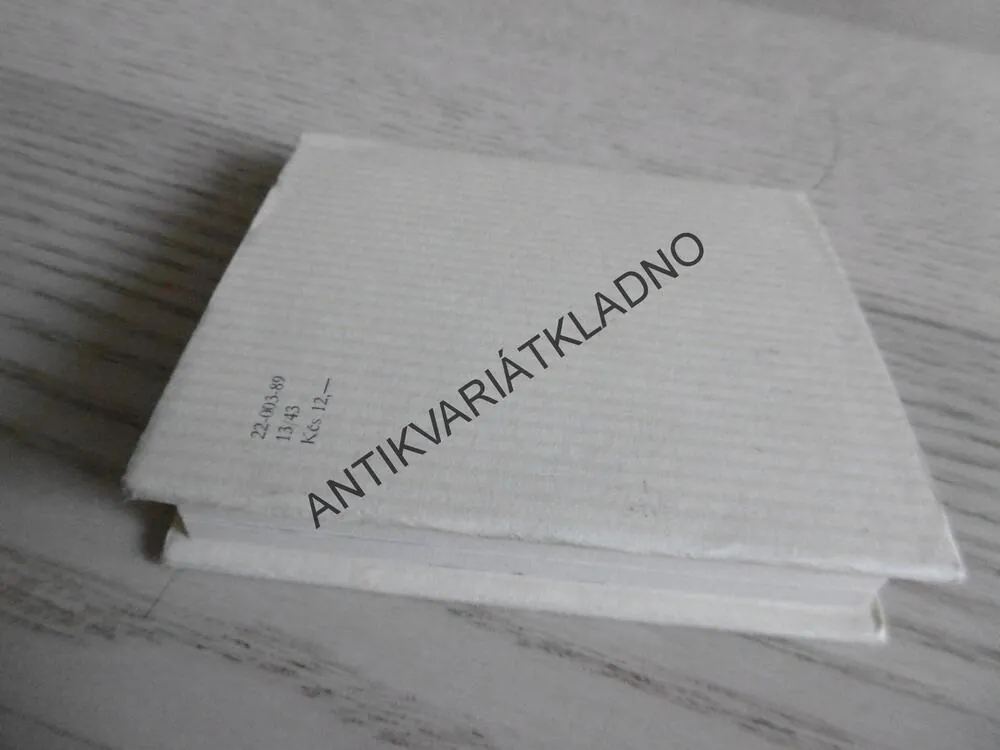 22-003-89
13/43
Kčs 12,—
ANTIKVARIÁTKLADNO